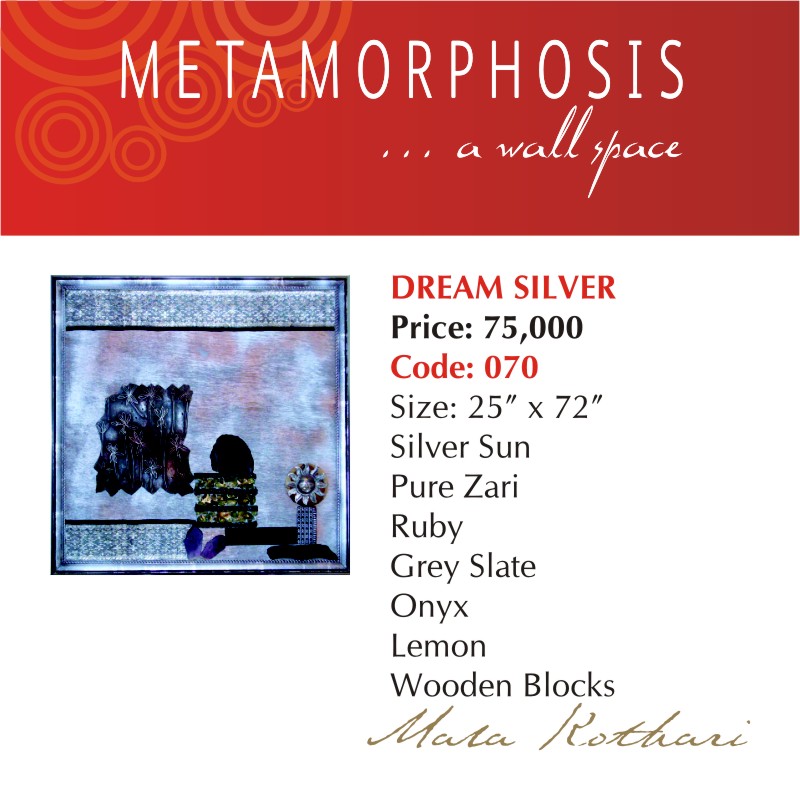 METAMORPHOSIS
... a wall space
DREAM SILVER
Price: 75,000
Code: 070
Size: 25” x 72”
Silver Sun
Pure Zari
Ruby
Grey Slate
Onyx
Lemon
Wooden Blocks
Mala Kothari